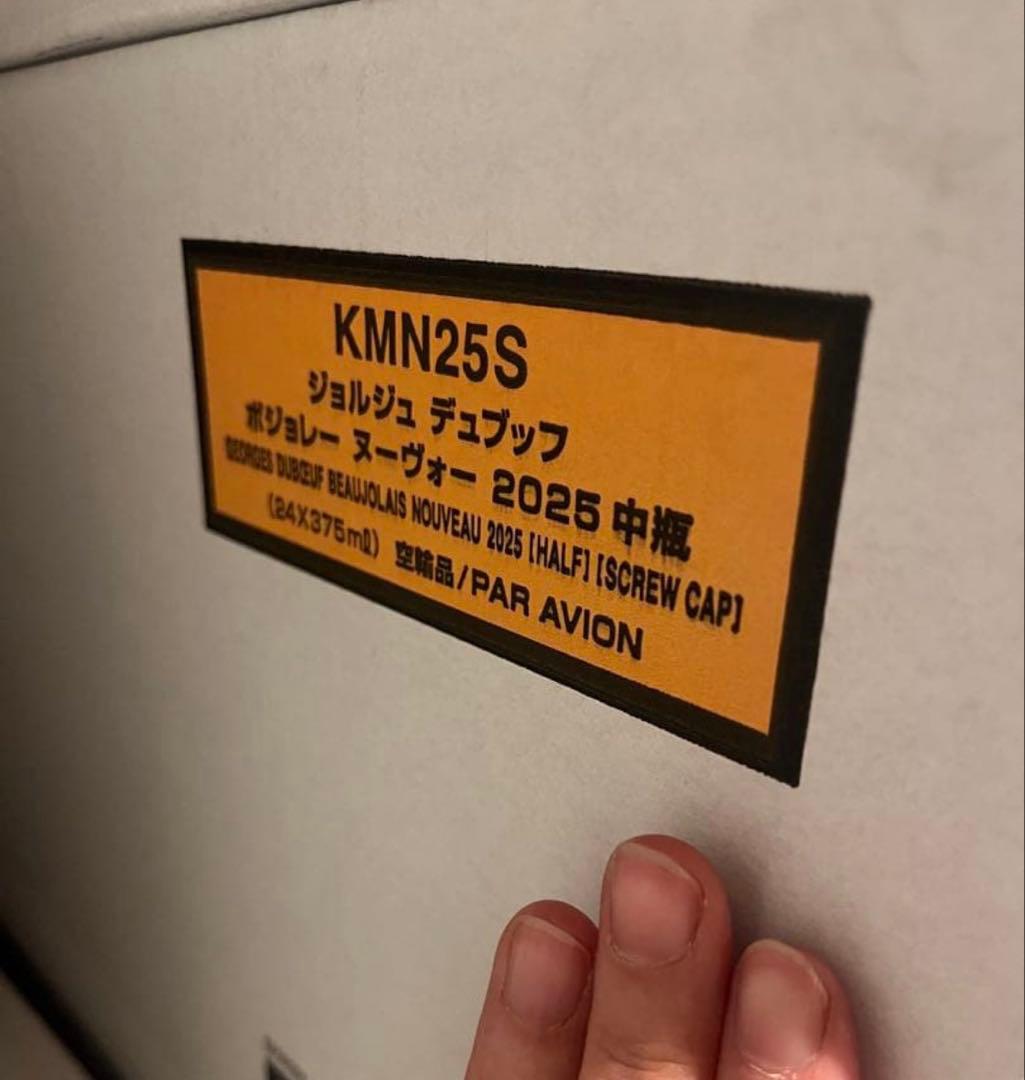 KMN25S
ジョルジュ デュブッフ
ボジョレー ヌーヴォー 2025 中瓶
GEORGES DUBŒUF BEAUJOLAIS NOUVEAU 2025 [HALF] [SCREW CAP]
(24X375mℓ) 空輸品/PAR AVION